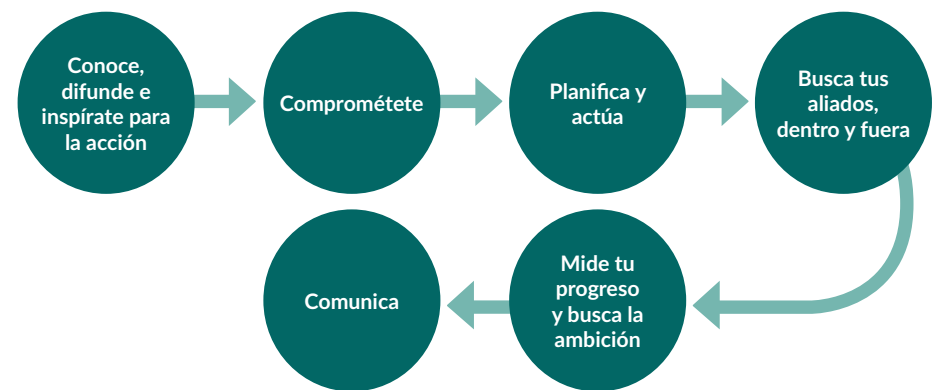 Conoce,
difunde e
inspírate para
la acción
Comprométete
Planifica y
actúa
Busca tus
aliados,
dentro y fuera
Mide tu
progreso
y busca la
ambición
Comunica